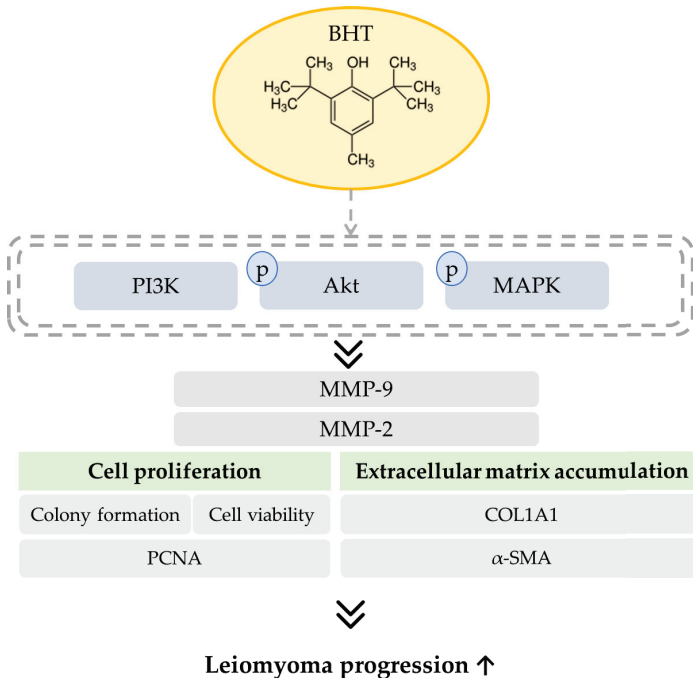 BHT
CH₃ OH CH₃
H₃C CH₃
H₃C CH₃
CH₃
p p
PI3K Akt MAPK
MMP-9
MMP-2
Cell proliferation Extracellular matrix accumulation
Colony formation Cell viability COL1A1
PCNA α-SMA
Leiomyoma progression ↑